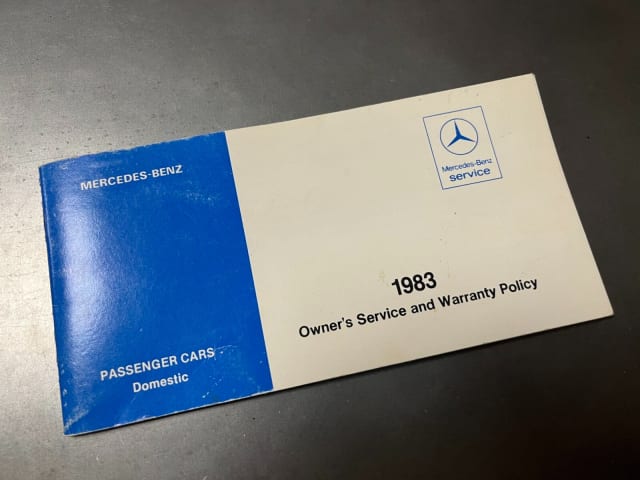 MERCEDES-BENZ
PASSENGER CARS
Domestic
Mercedes-Benz
service
1983
Owner's Service and Warranty Policy